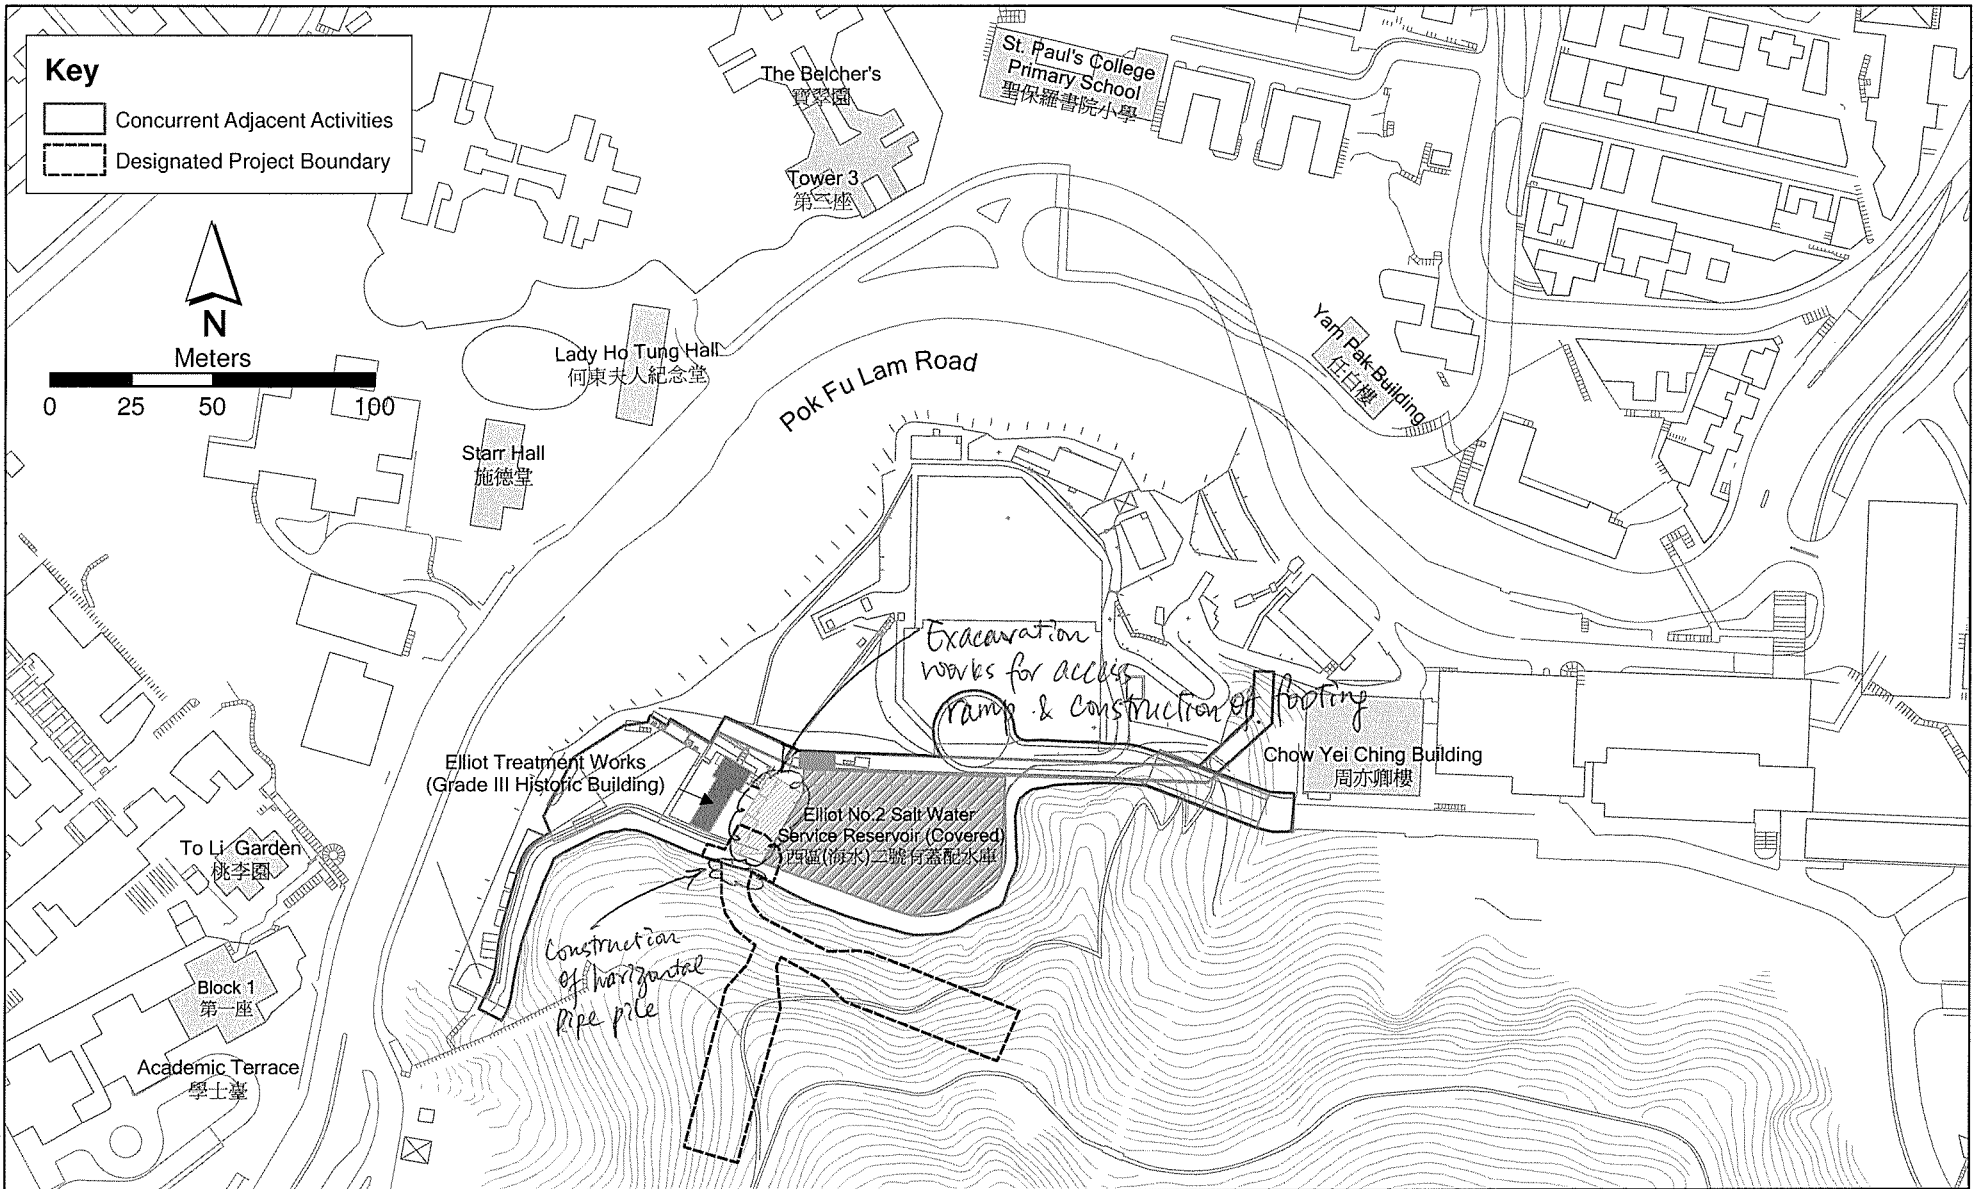 Key
Concurrent Adjacent Activities
Designated Project Boundary
N
Meters
0 25 50 100
The Belcher's
寶翠園
Tower 3
第三座
St. Paul's College
Primary School
聖保羅書院小學
Lady Ho Tung Hall
何東夫人紀念堂
Pok Fu Lam Road
Yam Pak Building
任白樓
Starr Hall
施德堂
Exacavration
works for access
ramp & construction of footing
Elliot Treatment Works
(Grade III Historic Building)
Chow Yei Ching Building
周亦卿樓
Elliot No.2 Salt Water
Service Reservoir (Covered)
西區(海水)二號有蓋配水庫
To Li Garden
桃李園
Construction
of horizontal
pipe pile
Block 1
第一座
Academic Terrace
學士臺